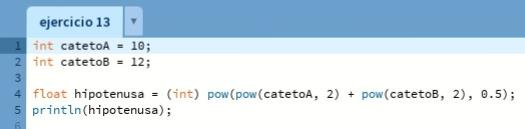 ejercicio 13 ▼
1 int catetoA = 10;
2 int catetoB = 12;
3
4 float hipotenusa = (int) pow(pow(catetoA, 2) + pow(catetoB, 2), 0.5);
5 println(hipotenusa);
6